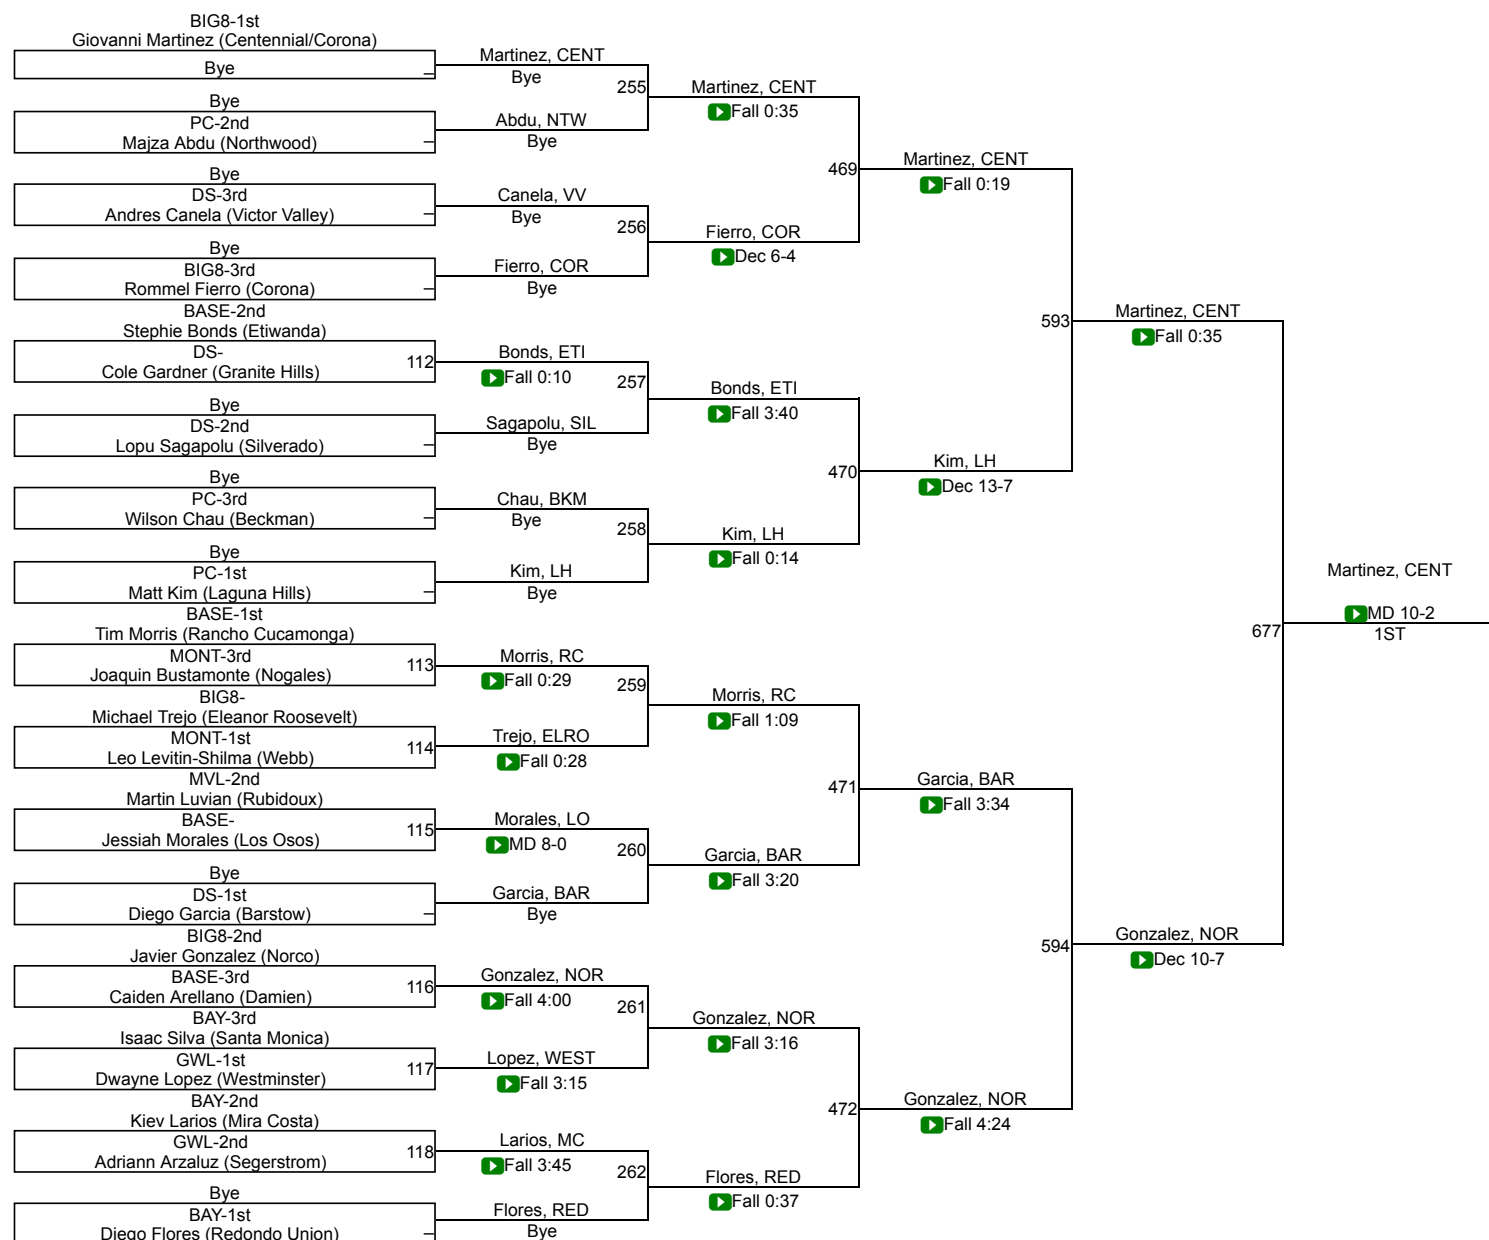 BIG8-1st
Giovanni Martinez (Centennial/Corona)
Bye
Bye
PC-2nd
Majza Abdu (Northwood)
Bye
DS-3rd
Andres Canela (Victor Valley)
Bye
BIG8-3rd
Rommel Fierro (Corona)
BASE-2nd
Stephie Bonds (Etiwanda)
DS-
Cole Gardner (Granite Hills)
112
Bye
DS-2nd
Lopu Sagapolu (Silverado)
Bye
PC-3rd
Wilson Chau (Beckman)
Bye
PC-1st
Matt Kim (Laguna Hills)
BASE-1st
Tim Morris (Rancho Cucamonga)
MONT-3rd
Joaquin Bustamonte (Nogales)
113
BIG8-
Michael Trejo (Eleanor Roosevelt)
MONT-1st
Leo Levitin-Shilma (Webb)
114
MVL-2nd
Martin Luvian (Rubidoux)
BASE-
Jessiah Morales (Los Osos)
115
Bye
DS-1st
Diego Garcia (Barstow)
BIG8-2nd
Javier Gonzalez (Norco)
BASE-3rd
Caiden Arellano (Damien)
116
BAY-3rd
Isaac Silva (Santa Monica)
GWL-1st
Dwayne Lopez (Westminster)
117
BAY-2nd
Kiev Larios (Mira Costa)
GWL-2nd
Adriann Arzaluz (Segerstrom)
118
Bye
BAY-1st
Diego Flores (Redondo Union)
Martinez, CENT
Bye
255
Abdu, NTW
Bye
Canela, VV
Bye
256
Fierro, COR
Bye
Bonds, ETI
Fall 0:10
257
Sagapolu, SIL
Bye
Chau, BKM
Bye
258
Kim, LH
Bye
Morris, RC
Fall 0:29
259
Trejo, ELRO
Fall 0:28
Morales, LO
MD 8-0
260
Garcia, BAR
Bye
Gonzalez, NOR
Fall 4:00
261
Lopez, WEST
Fall 3:15
Larios, MC
Fall 3:45
262
Flores, RED
Bye
Martinez, CENT
Fall 0:35
469
Fierro, COR
Dec 6-4
Bonds, ETI
Fall 3:40
470
Kim, LH
Fall 0:14
Morris, RC
Fall 1:09
471
Garcia, BAR
Fall 3:20
Gonzalez, NOR
Fall 3:16
472
Flores, RED
Fall 0:37
Martinez, CENT
Fall 0:19
593
Kim, LH
Dec 13-7
Garcia, BAR
Fall 3:34
594
Gonzalez, NOR
Fall 4:24
Martinez, CENT
Fall 0:35
677
Gonzalez, NOR
Dec 10-7
Martinez, CENT
MD 10-2
1ST